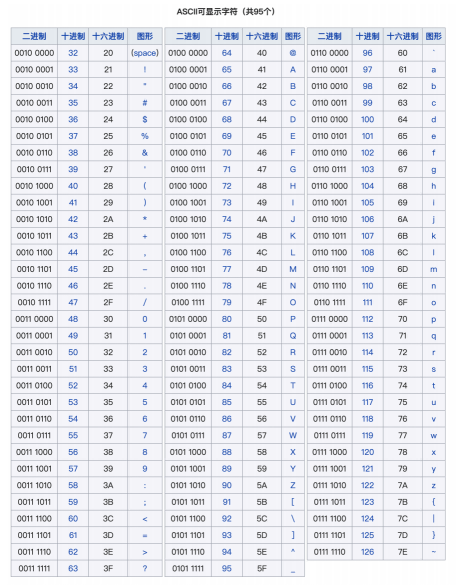 ASCII可显示字符（共95个）
二进制 十进制 十六进制 图形 二进制 十进制 十六进制 图形 二进制 十进制 十六进制 图形
0010 0000 32 20 (space) 0100 0000 64 40 @ 0110 0000 96 60 `
0010 0001 33 21 ! 0100 0001 65 41 A 0110 0001 97 61 a
0010 0010 34 22 " 0100 0010 66 42 B 0110 0010 98 62 b
0010 0011 35 23 # 0100 0011 67 43 C 0110 0011 99 63 c
0010 0100 36 24 $ 0100 0100 68 44 D 0110 0100 100 64 d
0010 0101 37 25 % 0100 0101 69 45 E 0110 0101 101 65 e
0010 0110 38 26 & 0100 0110 70 46 F 0110 0110 102 66 f
0010 0111 39 27 ' 0100 0111 71 47 G 0110 0111 103 67 g
0010 1000 40 28 ( 0100 1000 72 48 H 0110 1000 104 68 h
0010 1001 41 29 ) 0100 1001 73 49 I 0110 1001 105 69 i
0010 1010 42 2A * 0100 1010 74 4A J 0110 1010 106 6A j
0010 1011 43 2B + 0100 1011 75 4B K 0110 1011 107 6B k
0010 1100 44 2C , 0100 1100 76 4C L 0110 1100 108 6C l
0010 1101 45 2D - 0100 1101 77 4D M 0110 1101 109 6D m
0010 1110 46 2E . 0100 1110 78 4E N 0110 1110 110 6E n
0010 1111 47 2F / 0100 1111 79 4F O 0110 1111 111 6F o
0011 0000 48 30 0 0101 0000 80 50 P 0111 0000 112 70 p
0011 0001 49 31 1 0101 0001 81 51 Q 0111 0001 113 71 q
0011 0010 50 32 2 0101 0010 82 52 R 0111 0010 114 72 r
0011 0011 51 33 3 0101 0011 83 53 S 0111 0011 115 73 s
0011 0100 52 34 4 0101 0100 84 54 T 0111 0100 116 74 t
0011 0101 53 35 5 0101 0101 85 55 U 0111 0101 117 75 u
0011 0110 54 36 6 0101 0110 86 56 V 0111 0110 118 76 v
0011 0111 55 37 7 0101 0111 87 57 W 0111 0111 119 77 w
0011 1000 56 38 8 0101 1000 88 58 X 0111 1000 120 78 x
0011 1001 57 39 9 0101 1001 89 59 Y 0111 1001 121 79 y
0011 1010 58 3A : 0101 1010 90 5A Z 0111 1010 122 7A z
0011 1011 59 3B ; 0101 1011 91 5B [ 0111 1011 123 7B {
0011 1100 60 3C < 0101 1100 92 5C \ 0111 1100 124 7C |
0011 1101 61 3D = 0101 1101 93 5D ] 0111 1101 125 7D }
0011 1110 62 3E > 0101 1110 94 5E ^ 0111 1110 126 7E ~
0011 1111 63 3F ? 0101 1111 95 5F _